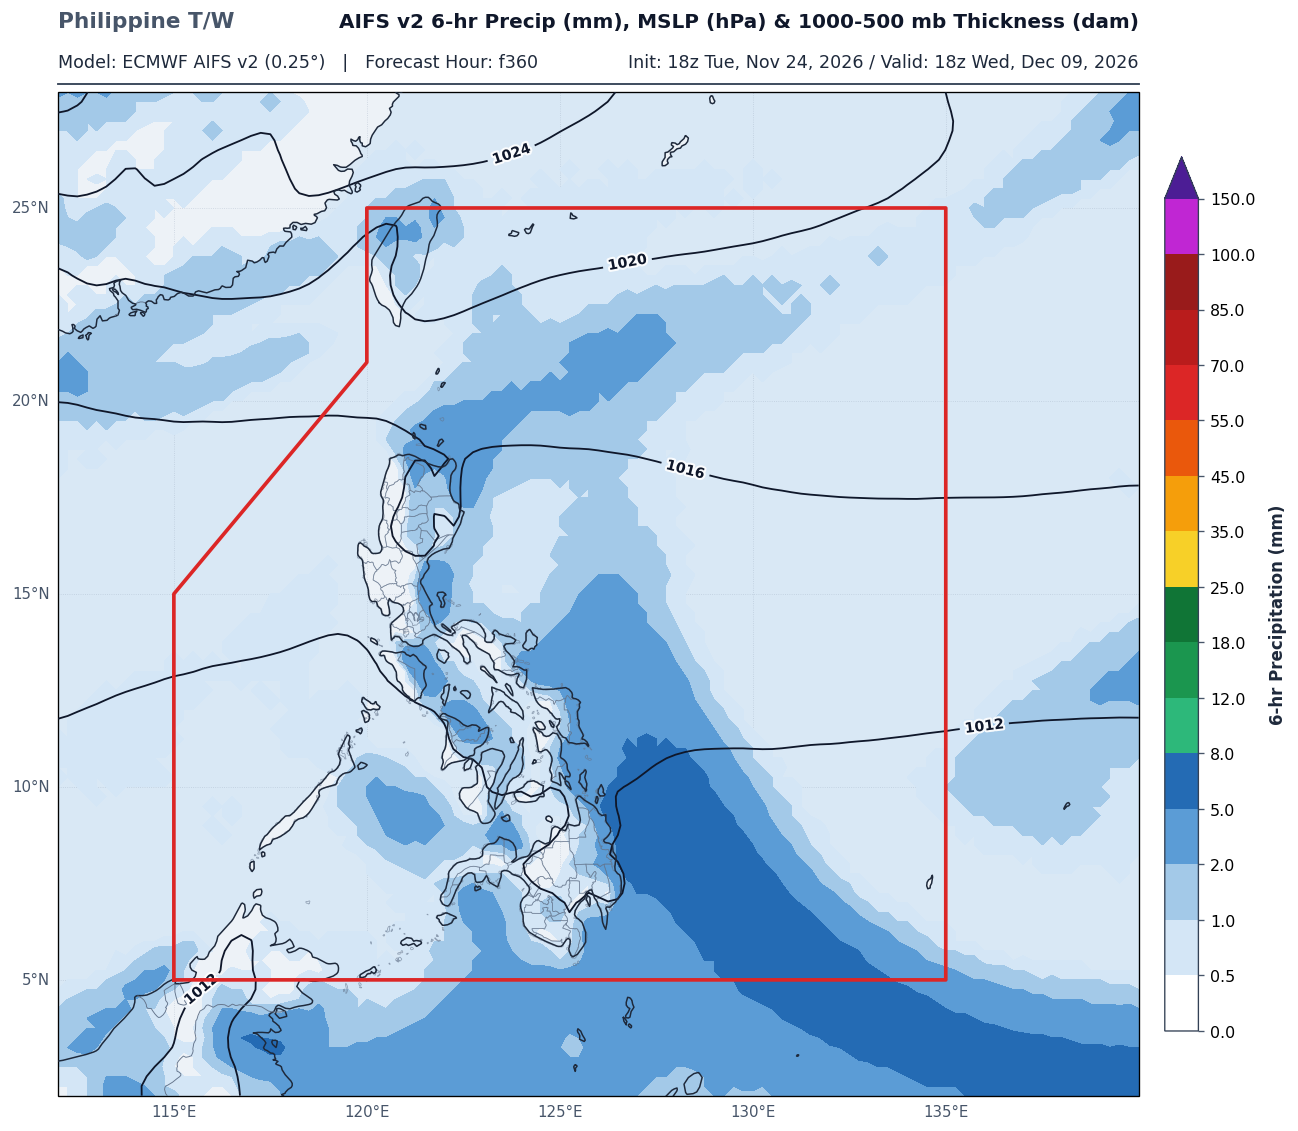 Philippine T/W
AIFS v2 6-hr Precip (mm), MSLP (hPa) & 1000-500 mb Thickness (dam)
Model: ECMWF AIFS v2 (0.25°)   |   Forecast Hour: f360
Init: 18z Tue, Nov 24, 2026 / Valid: 18z Wed, Dec 09, 2026
1024
1020
1016
1012
1012
25°N
20°N
15°N
10°N
5°N
115°E
120°E
125°E
130°E
135°E
150.0
100.0
85.0
70.0
55.0
45.0
35.0
25.0
18.0
12.0
8.0
5.0
2.0
1.0
0.5
0.0
6-hr Precipitation (mm)